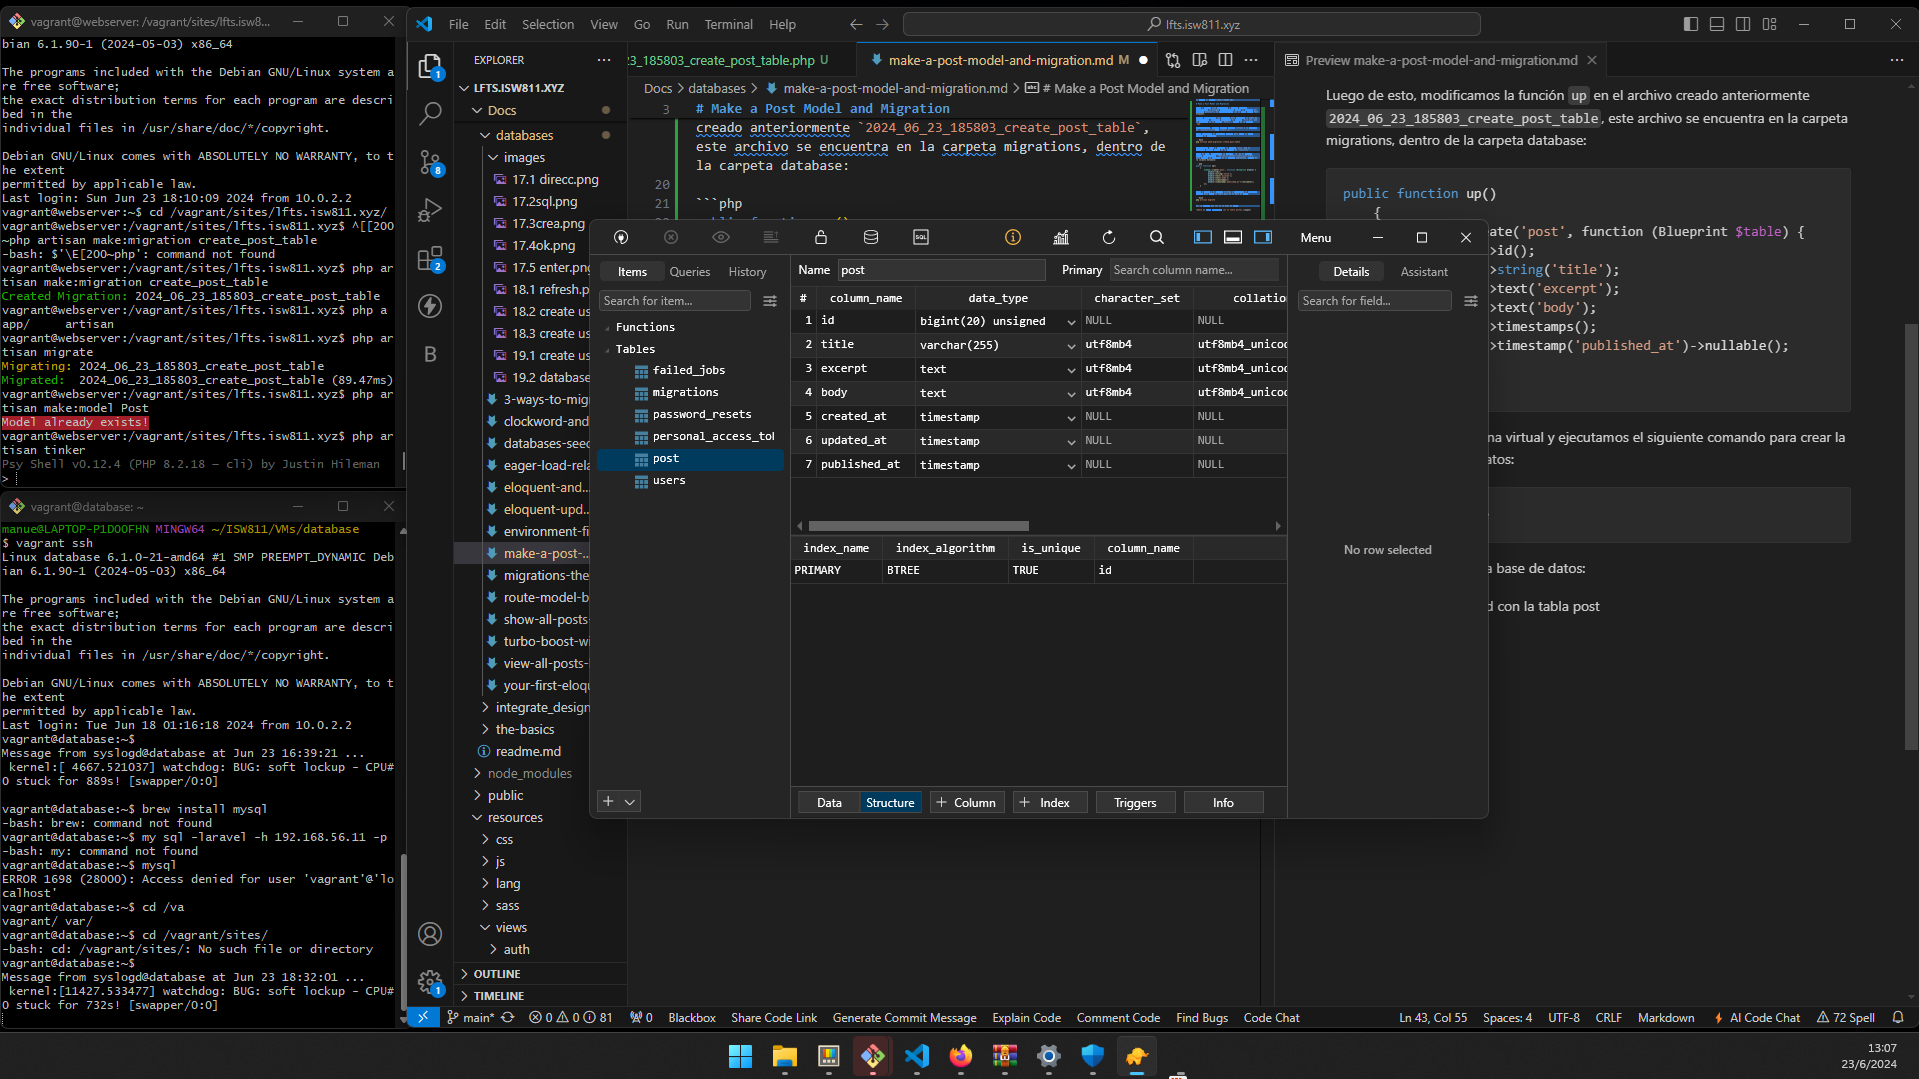 vagrant@webserver: /vagrant/sites/lfts.isw8...
bian 6.1.90-1 (2024-05-03) x86_64
The programs included with the Debian GNU/Linux system a
re free software;
the exact distribution terms for each program are descri
bed in the
individual files in /usr/share/doc/*/copyright.
Debian GNU/Linux comes with ABSOLUTELY NO WARRANTY, to t
he extent
permitted by applicable law.
Last login: Sun Jun 23 18:10:09 2024 from 10.0.2.2
vagrant@webserver:~$ cd /vagrant/sites/lfts.isw811.xyz/
vagrant@webserver:/vagrant/sites/lfts.isw811.xyz$ ^[[200
~php artisan make:migration create_post_table
-bash: $'\E[200~php': command not found
vagrant@webserver:/vagrant/sites/lfts.isw811.xyz$ php ar
tisan make:migration create_post_table
Created Migration: 2024_06_23_185803_create_post_table
vagrant@webserver:/vagrant/sites/lfts.isw811.xyz$ php a
app/     artisan
vagrant@webserver:/vagrant/sites/lfts.isw811.xyz$ php ar
tisan migrate
Migrating: 2024_06_23_185803_create_post_table
Migrated:  2024_06_23_185803_create_post_table (89.47ms)
vagrant@webserver:/vagrant/sites/lfts.isw811.xyz$ php ar
tisan make:model Post
Model already exists!
vagrant@webserver:/vagrant/sites/lfts.isw811.xyz$ php ar
tisan tinker
Psy Shell v0.12.4 (PHP 8.2.18 — cli) by Justin Hileman
>
vagrant@database: ~
manue@LAPTOP-P1D0OFHN MINGW64 ~/ISW811/VMs/database
$ vagrant ssh
Linux database 6.1.0-21-amd64 #1 SMP PREEMPT_DYNAMIC Deb
ian 6.1.90-1 (2024-05-03) x86_64
The programs included with the Debian GNU/Linux system a
re free software;
the exact distribution terms for each program are descri
bed in the
individual files in /usr/share/doc/*/copyright.
Debian GNU/Linux comes with ABSOLUTELY NO WARRANTY, to t
he extent
permitted by applicable law.
Last login: Tue Jun 18 01:16:18 2024 from 10.0.2.2
vagrant@database:~$
Message from syslogd@database at Jun 23 16:39:21 ...
kernel:[ 4667.521037] watchdog: BUG: soft lockup - CPU#
0 stuck for 889s! [swapper/0:0]
vagrant@database:~$ brew install mysql
-bash: brew: command not found
vagrant@database:~$ my sql -laravel -h 192.168.56.11 -p
-bash: my: command not found
vagrant@database:~$ mysql
ERROR 1698 (28000): Access denied for user 'vagrant'@'lo
calhost'
vagrant@database:~$ cd /va
vagrant/ var/
vagrant@database:~$ cd /vagrant/sites/
-bash: cd: /vagrant/sites/: No such file or directory
vagrant@database:~$
Message from syslogd@database at Jun 23 18:32:01 ...
kernel:[11427.533477] watchdog: BUG: soft lockup - CPU#
0 stuck for 732s! [swapper/0:0]
File Edit Selection View Go Run Terminal Help
lfts.isw811.xyz
1
8
2
B
1
EXPLORER
LFTS.ISW811.XYZ
Docs
databases
images
17.1 direcc.png
17.2sql.png
17.3crea.png
17.4ok.png
17.5 enter.png
18.1 refresh.p
18.2 create us
18.3 create us
19.1 create us
19.2 database
3-ways-to-mig
clockword-and
databases-see
eager-load-rel
eloquent-and...
eloquent-upd...
environment-fi
make-a-post-...
migrations-the
route-model-b
show-all-posts
turbo-boost-wi
view-all-posts-
your-first-eloq
integrate_design
the-basics
readme.md
node_modules
public
resources
css
js
lang
sass
views
auth
OUTLINE
TIMELINE
23_185803_create_post_table.php U
make-a-post-model-and-migration.md M
Docs > databases > make-a-post-model-and-migration.md > # Make a Post Model and Migration
3 # Make a Post Model and Migration
creado anteriormente `2024_06_23_185803_create_post_table`,
este archivo se encuentra en la carpeta migrations, dentro de
la carpeta database:
20
21 ```php
Preview make-a-post-model-and-migration.md
Luego de esto, modificamos la función up en el archivo creado anteriormente
2024_06_23_185803_create_post_table, este archivo se encuentra en la carpeta
migrations, dentro de la carpeta database:
public function up()
{
ate('post', function (Blueprint $table) {
>id();
>string('title');
>text('excerpt');
>text('body');
>timestamps();
>timestamp('published_at')->nullable();
na virtual y ejecutamos el siguiente comando para crear la
atos:
a base de datos:
d con la tabla post
SQL
Menu
Items Queries History
Search for item...
Functions
Tables
failed_jobs
migrations
password_resets
personal_access_tok
post
users
Name post Primary Search column name...
# column_name data_type character_set collatio
1 id bigint(20) unsigned NULL NULL
2 title varchar(255) utf8mb4 utf8mb4_unicod
3 excerpt text utf8mb4 utf8mb4_unicod
4 body text utf8mb4 utf8mb4_unicod
5 created_at timestamp NULL NULL
6 updated_at timestamp NULL NULL
7 published_at timestamp NULL NULL
index_name index_algorithm is_unique column_name
PRIMARY BTREE TRUE id
Data Structure + Column + Index Triggers Info
Details Assistant
Search for field...
No row selected
main* 0 0 81 0 Blackbox Share Code Link Generate Commit Message Explain Code Comment Code Find Bugs Code Chat Ln 43, Col 55 Spaces: 4 UTF-8 CRLF Markdown AI Code Chat 72 Spell
13:07
23/6/2024